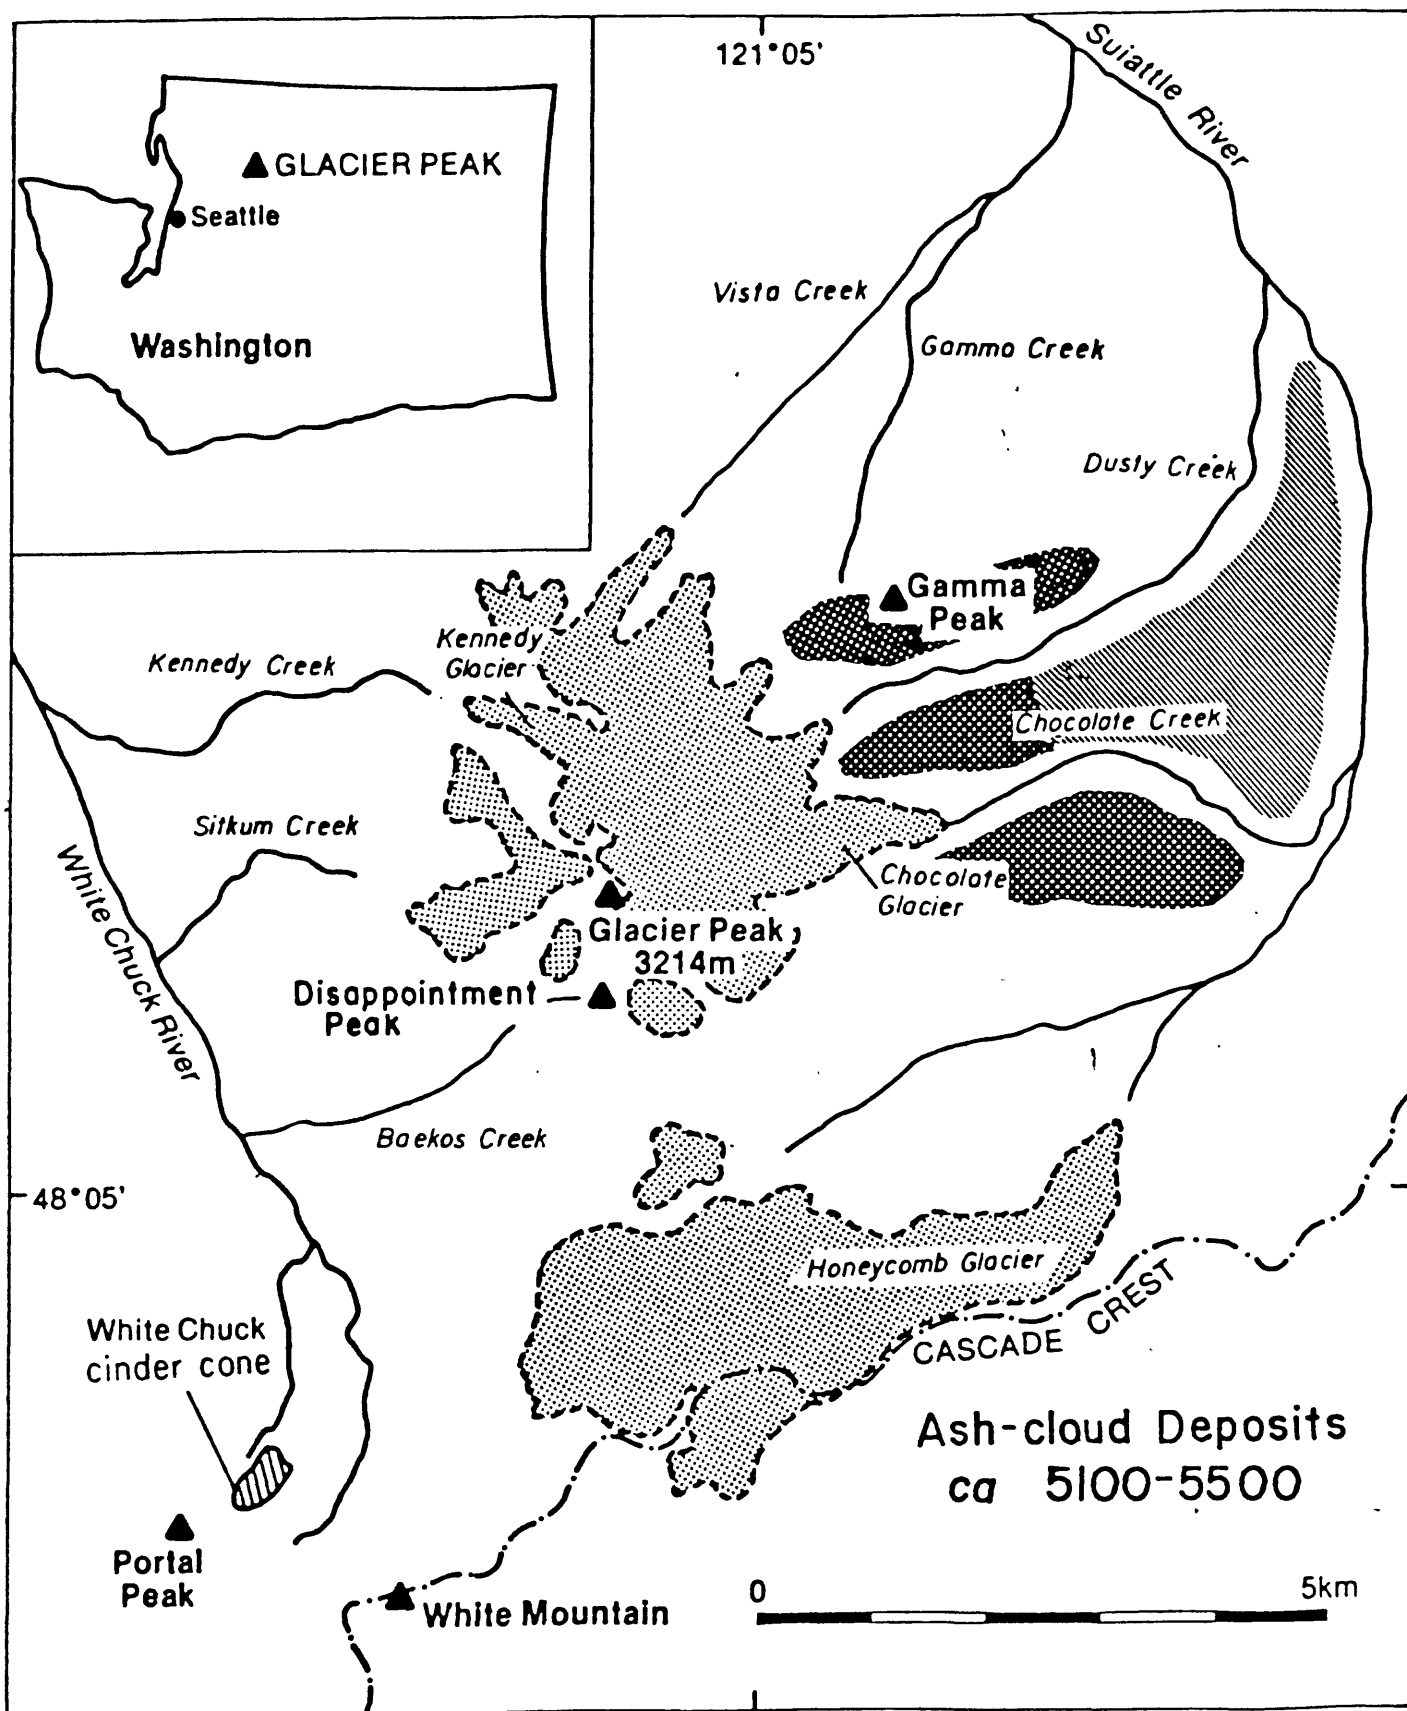 121°05'
Suiattle River
GLACIER PEAK
Seattle
Washington
Vista Creek
Gamma Creek
Dusty Creek
Gamma
Peak
Kennedy
Glacier
Kennedy Creek
Chocolate Creek
Sitkum Creek
White Chuck River
Chocolate
Glacier
Glacier Peak
3214m
Disappointment
Peak
Baekos Creek
48°05'
Honeycomb Glacier
CASCADE CREST
White Chuck
cinder cone
Ash-cloud Deposits
ca 5100-5500
Portal
Peak
White Mountain
0
5km